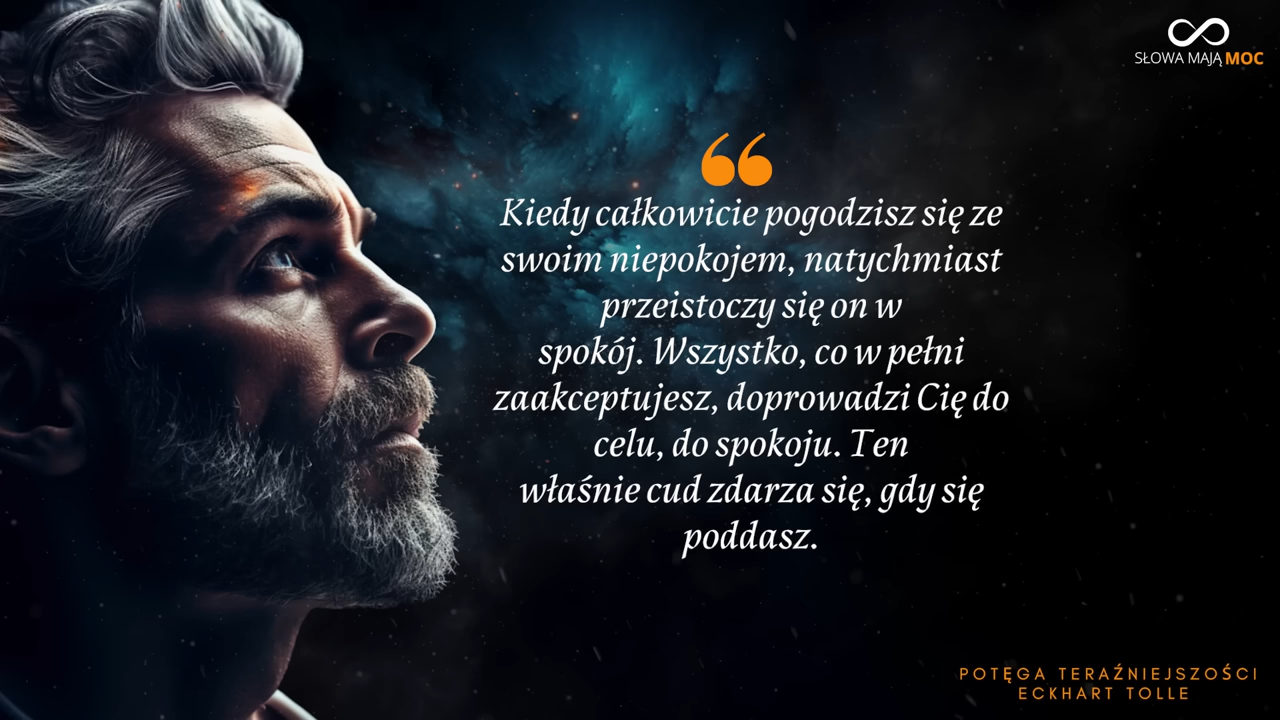 SŁOWA MAJĄ MOC
Kiedy całkowicie pogodzisz się ze
swoim niepokojem, natychmiast
przeistoczy się on w
spokój. Wszystko, co w pełni
zaakceptujesz, doprowadzi Cię do
celu, do spokoju. Ten
właśnie cud zdarza się, gdy się
poddasz.
POTĘGA TERAŹNIEJSZOŚCI
ECKHART TOLLE